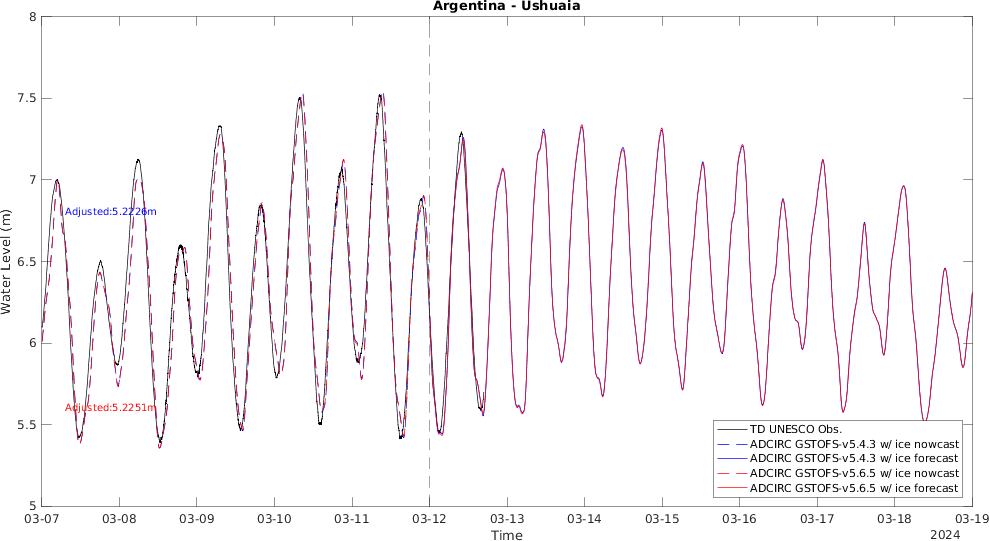 Argentina - Ushuaia
8
7.5
7
6.5
6
5.5
5
Water Level (m)
Adjusted:5.2226m
Adjusted:5.2251m
TD UNESCO Obs.
ADCIRC GSTOFS-v5.4.3 w/ ice nowcast
ADCIRC GSTOFS-v5.4.3 w/ ice forecast
ADCIRC GSTOFS-v5.6.5 w/ ice nowcast
ADCIRC GSTOFS-v5.6.5 w/ ice forecast
03-07 03-08 03-09 03-10 03-11 03-12 03-13 03-14 03-15 03-16 03-17 03-18 03-19
Time
2024